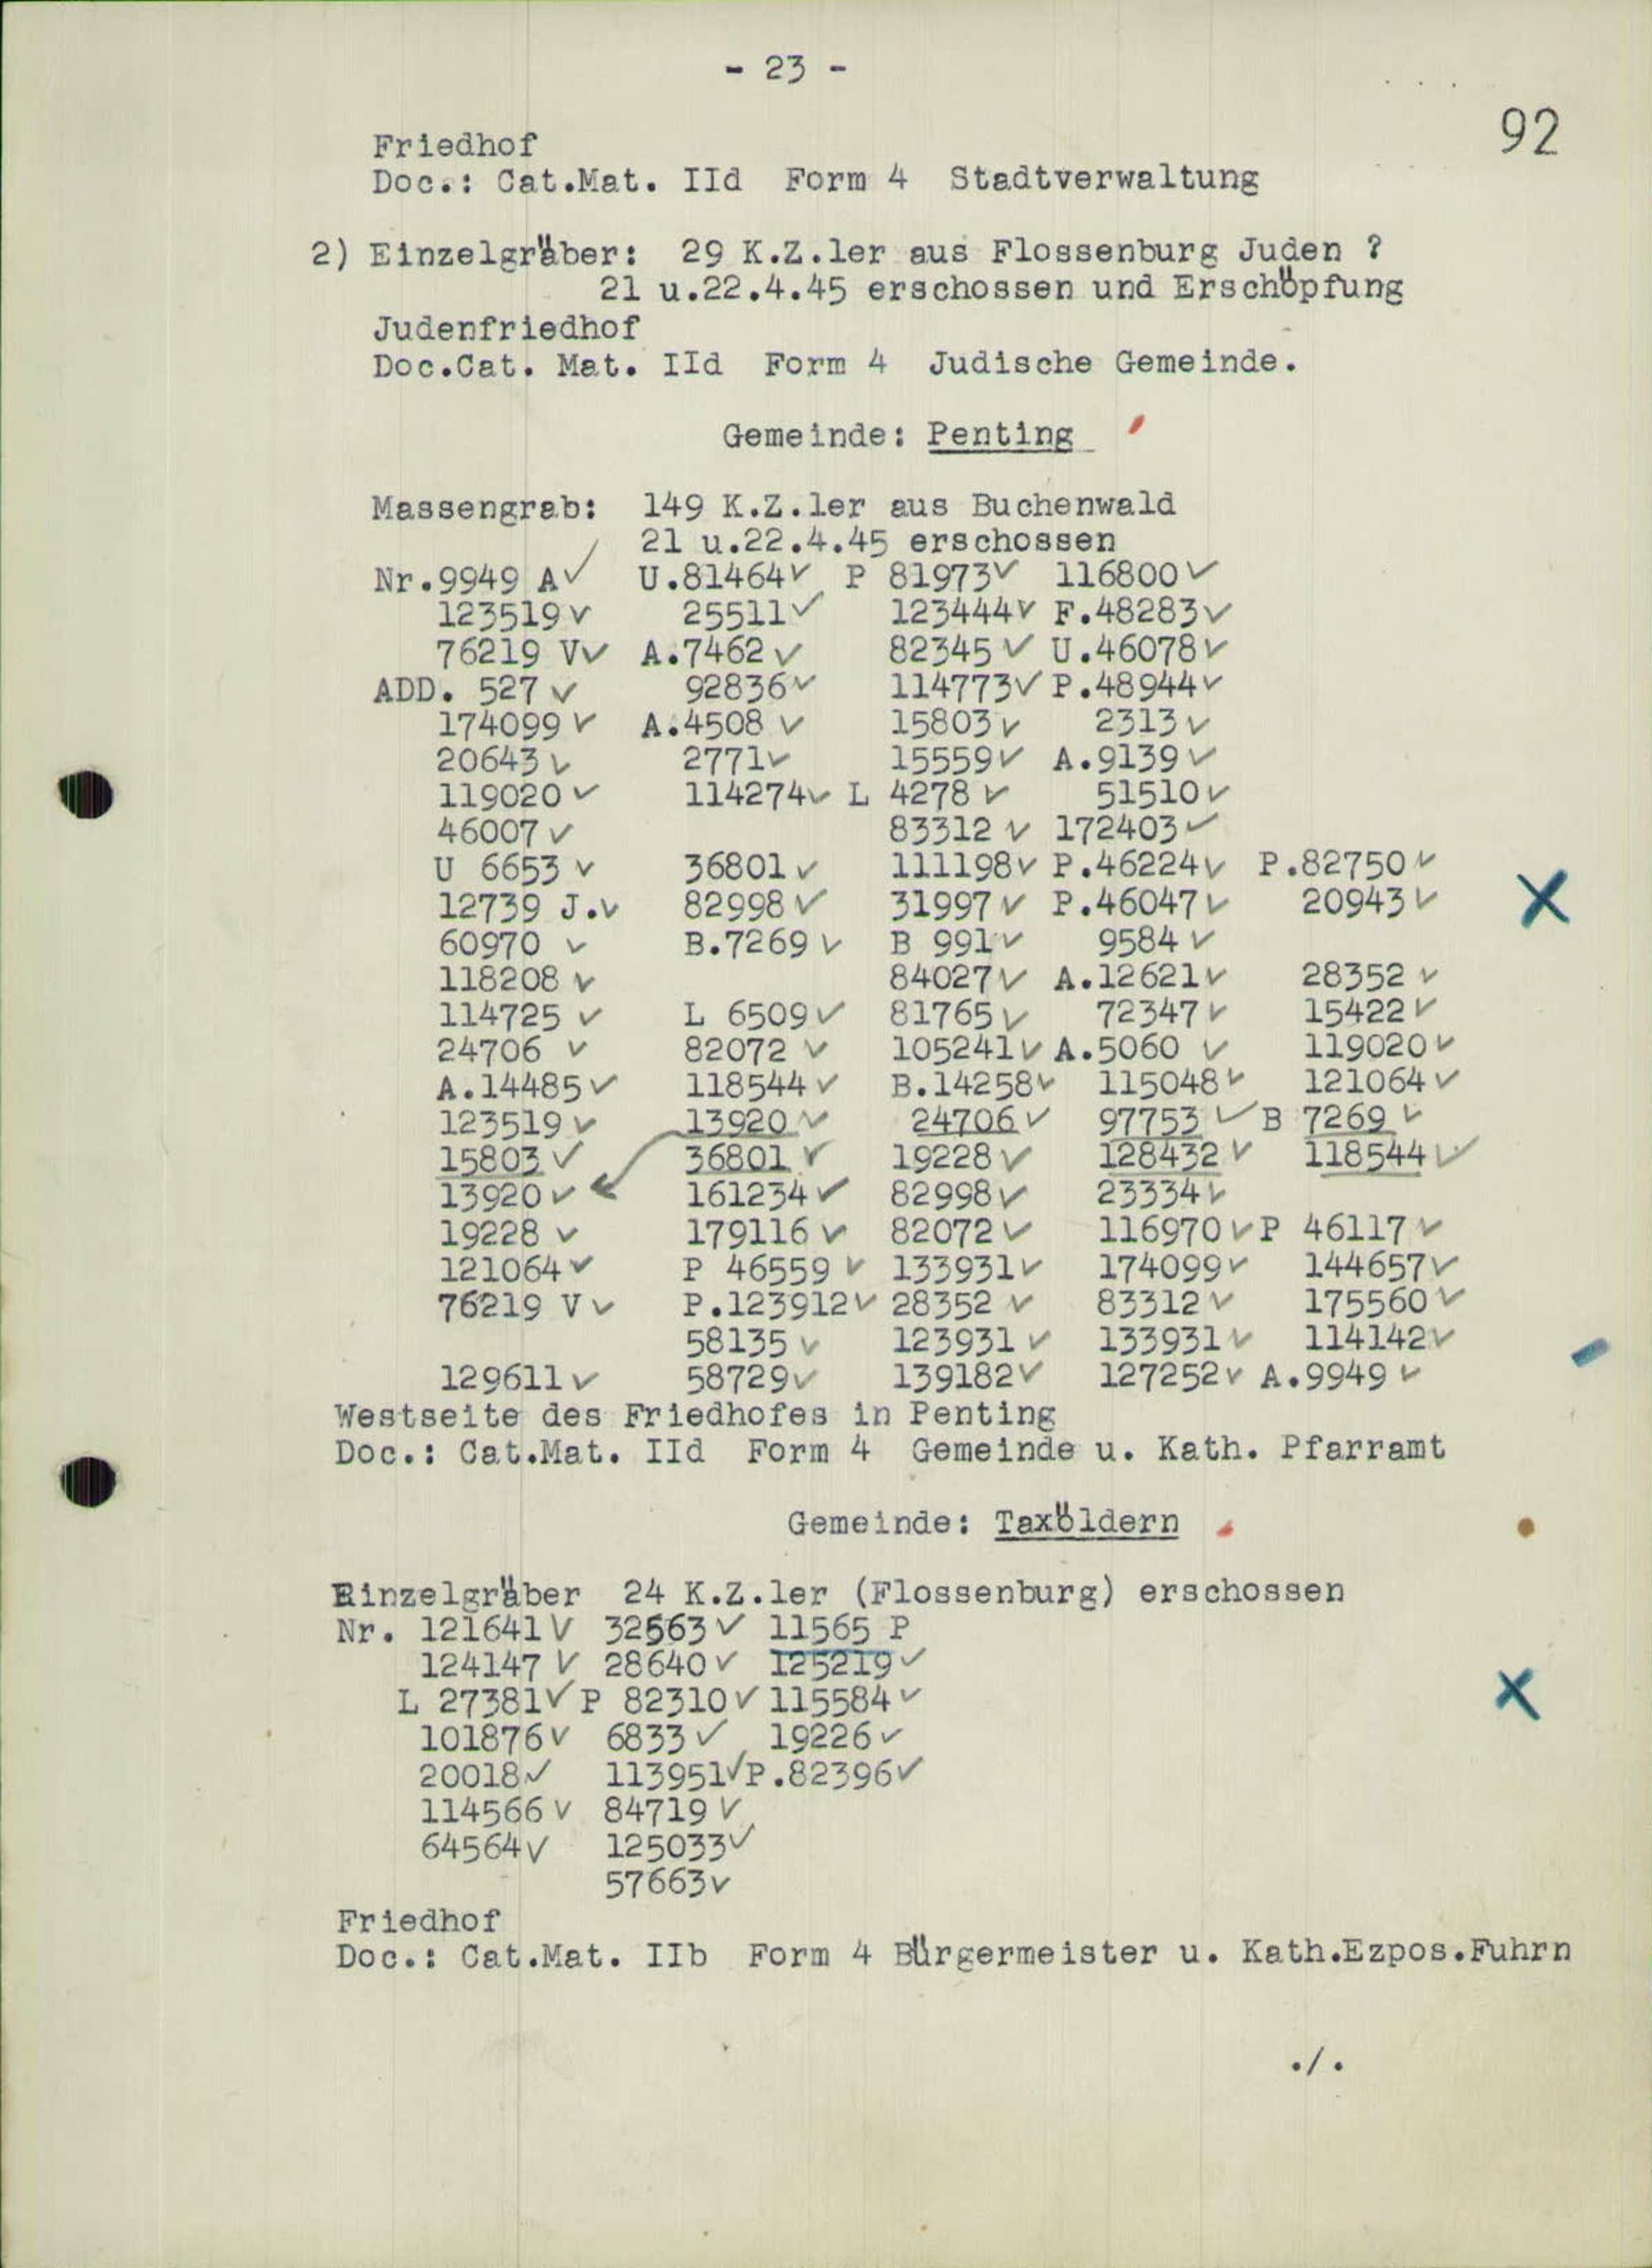 - 23 -
92
Friedhof
Doc.: Cat.Mat. IId Form 4 Stadtverwaltung
2) Einzelgräber: 29 K.Z.ler aus Flossenburg Juden ?
21 u.22.4.45 erschossen und Erschöpfung
Judenfriedhof
Doc.Cat. Mat. IId Form 4 Judische Gemeinde.
Gemeinde: Penting
Massengrab: 149 K.Z.ler aus Buchenwald
21 u.22.4.45 erschossen
Nr.9949 A✓ U.81464✓ P 81973✓ 116800✓
123519✓ 25511✓ 123444✓ F.48283✓
76219 V✓ A.7462✓ 82345✓ U.46078✓
ADD. 527✓ 92836✓ 114773✓ P.48944✓
174099✓ A.4508✓ 15803✓ 2313✓
20643✓ 2771✓ 15559✓ A.9139✓
119020✓ 114274✓ L 4278✓ 51510✓
46007✓ 83312✓ 172403✓
U 6653✓ 36801✓ 111198✓ P.46224✓ P.82750✓
12739 J.✓ 82998✓ 31997✓ P.46047✓ 20943✓
60970✓ B.7269✓ B 991✓ 9584✓
118208✓ 84027✓ A.12621✓ 28352✓
114725✓ L 6509✓ 81765✓ 72347✓ 15422✓
24706✓ 82072✓ 105241✓ A.5060✓ 119020✓
A.14485✓ 118544✓ B.14258✓ 115048✓ 121064✓
123519✓ 13920✓ 24706✓ 97753✓ B 7269✓
15803✓ 36801✓ 19228✓ 128432✓ 118544✓
13920✓ 161234✓ 82998✓ 23334✓
19228✓ 179116✓ 82072✓ 116970✓ P 46117✓
121064✓ P 46559✓ 133931✓ 174099✓ 144657✓
76219 V✓ P.123912✓ 28352✓ 83312✓ 175560✓
58135✓ 123931✓ 133931✓ 114142✓
129611✓ 58729✓ 139182✓ 127252✓ A.9949✓
Westseite des Friedhofes in Penting
Doc.: Cat.Mat. IId Form 4 Gemeinde u. Kath. Pfarramt
Gemeinde: Taxöldern
Einzelgräber 24 K.Z.ler (Flossenburg) erschossen
Nr. 121641✓ 32563✓ 11565 P
124147✓ 28640✓ 125219✓
L 27381✓ P 82310✓ 115584✓
101876✓ 6833✓ 19226✓
20018✓ 113951✓ P.82396✓
114566✓ 84719✓
64564✓ 125033✓
57663✓
Friedhof
Doc.: Cat.Mat. IIb Form 4 Bürgermeister u. Kath.Ezpos.Fuhrn
./.